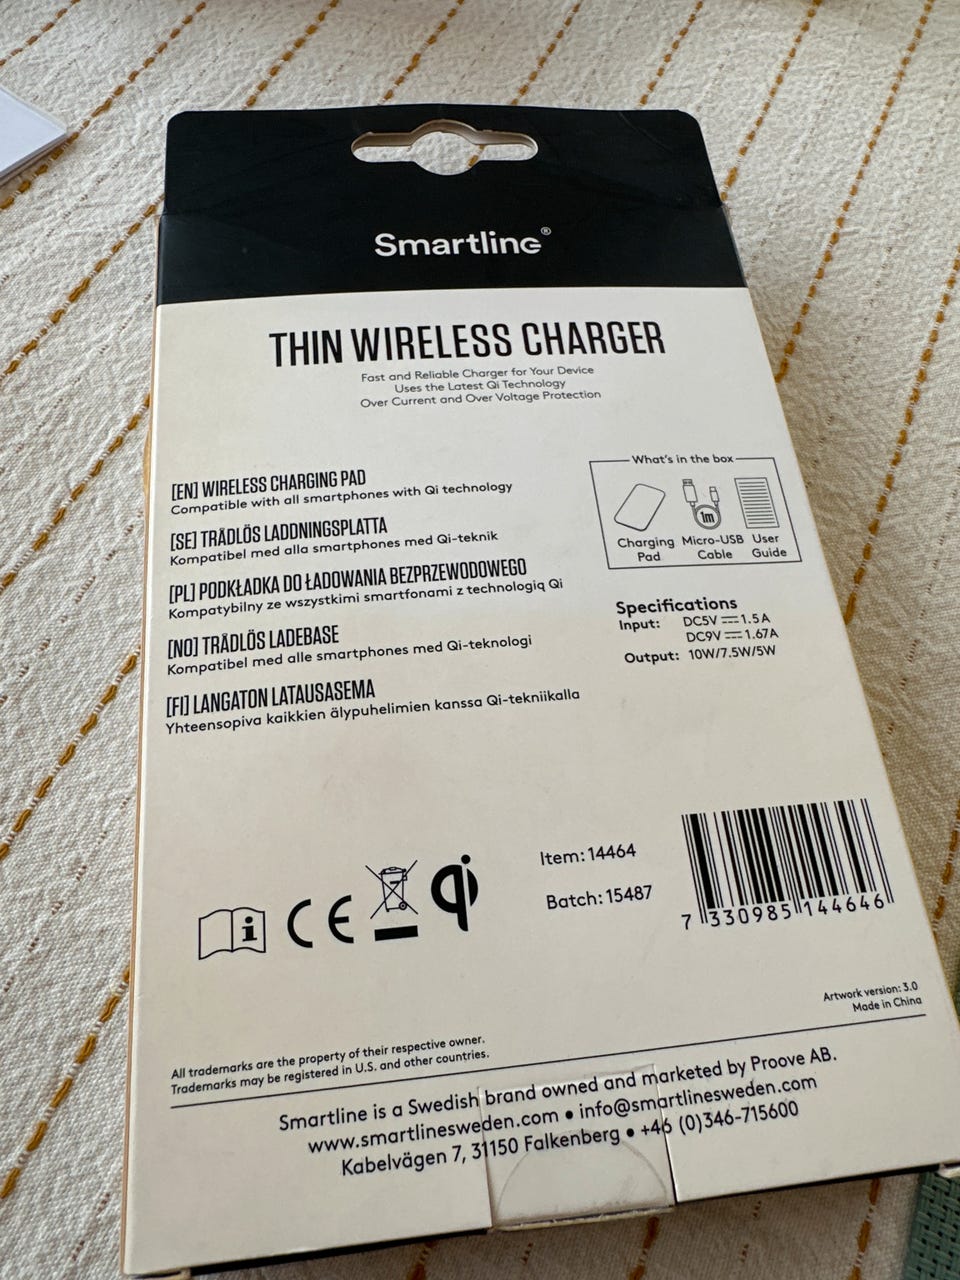 Smartline®
THIN WIRELESS CHARGER
Fast and Reliable Charger for Your Device
Uses the Latest Qi Technology
Over Current and Over Voltage Protection
[EN] WIRELESS CHARGING PAD
Compatible with all smartphones with Qi technology
[SE] TRÅDLÖS LADDNINGSPLATTA
Kompatibel med alla smartphones med Qi-teknik
[PL] PODKŁADKA DO ŁADOWANIA BEZPRZEWODOWEGO
Kompatybilny ze wszystkimi smartfonami z technologią Qi
[NO] TRÅDLÖS LADEBASE
Kompatibel med alle smartphones med Qi-teknologi
[FI] LANGATON LATAUSASEMA
Yhteensopiva kaikkien älypuhelimien kanssa Qi-tekniikalla
What's in the box
1m
Charging Pad
Micro-USB Cable
User Guide
Specifications
Input: DC5V ⎓ 1.5A
DC9V ⎓ 1.67A
Output: 10W/7.5W/5W
i
CE
qi
Item: 14464
Batch: 15487
7 330985 144646
Artwork version: 3.0
Made in China
All trademarks are the property of their respective owner.
Trademarks may be registered in U.S. and other countries.
Smartline is a Swedish brand owned and marketed by Proove AB.
www.smartlinesweden.com • info@smartlinesweden.com
Kabelvägen 7, 31150 Falkenberg • +46 (0)346-715600